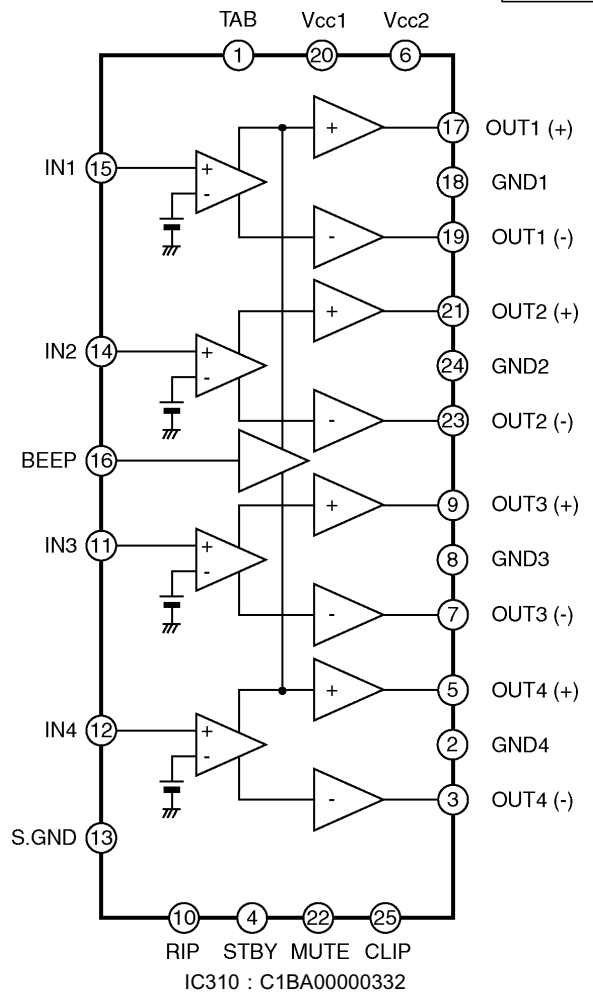 TAB Vcc1 Vcc2
1 20 6
+ 17 OUT1 (+)
IN1 15 +
- 18 GND1
- 19 OUT1 (-)
+ 21 OUT2 (+)
IN2 14 +
- 24 GND2
- 23 OUT2 (-)
BEEP 16
+ 9 OUT3 (+)
IN3 11 +
- 8 GND3
- 7 OUT3 (-)
+ 5 OUT4 (+)
IN4 12 +
- 2 GND4
- 3 OUT4 (-)
S.GND 13
10 4 22 25
RIP STBY MUTE CLIP
IC310 : C1BA00000332